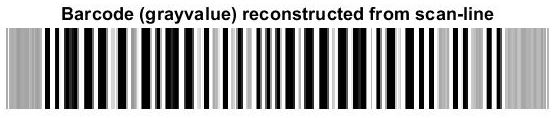 Barcode (grayvalue) reconstructed from scan-line